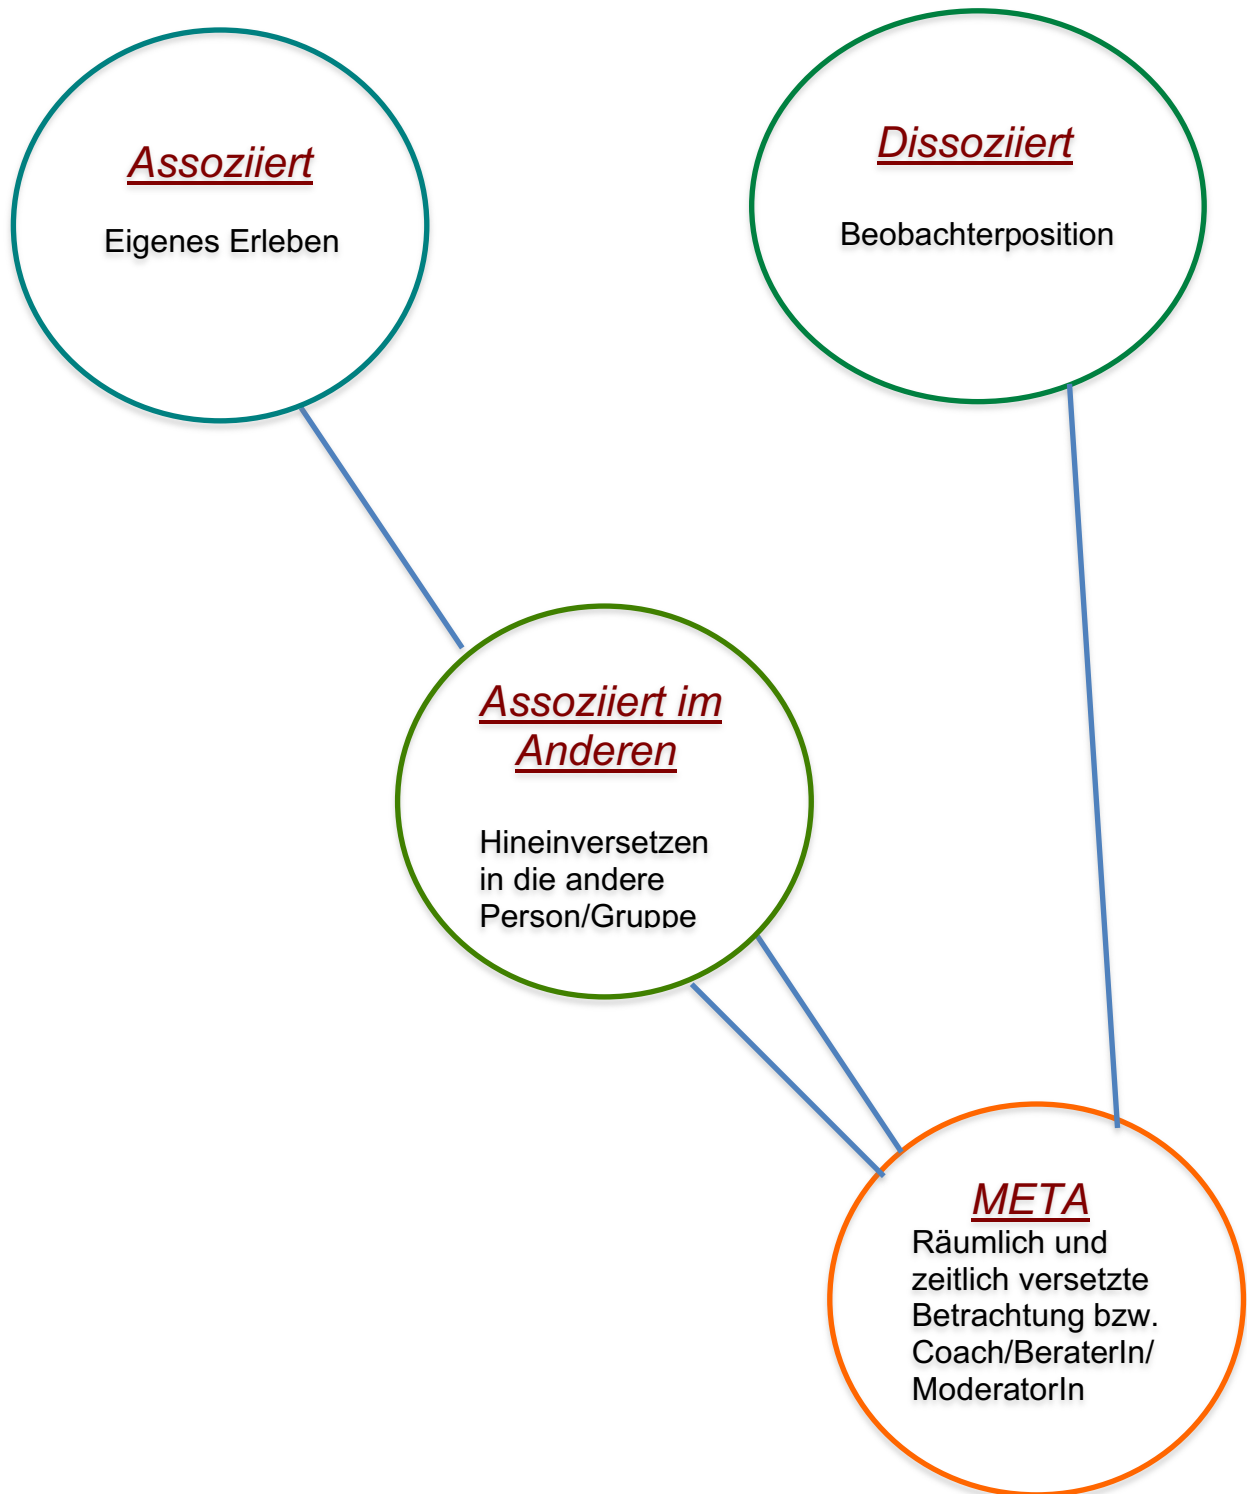 Assoziiert
Eigenes Erleben
Dissoziiert
Beobachterposition
Assoziiert im
Anderen
Hineinversetzen
in die andere
Person/Gruppe
META
Räumlich und
zeitlich versetzte
Betrachtung bzw.
Coach/BeraterIn/
ModeratorIn